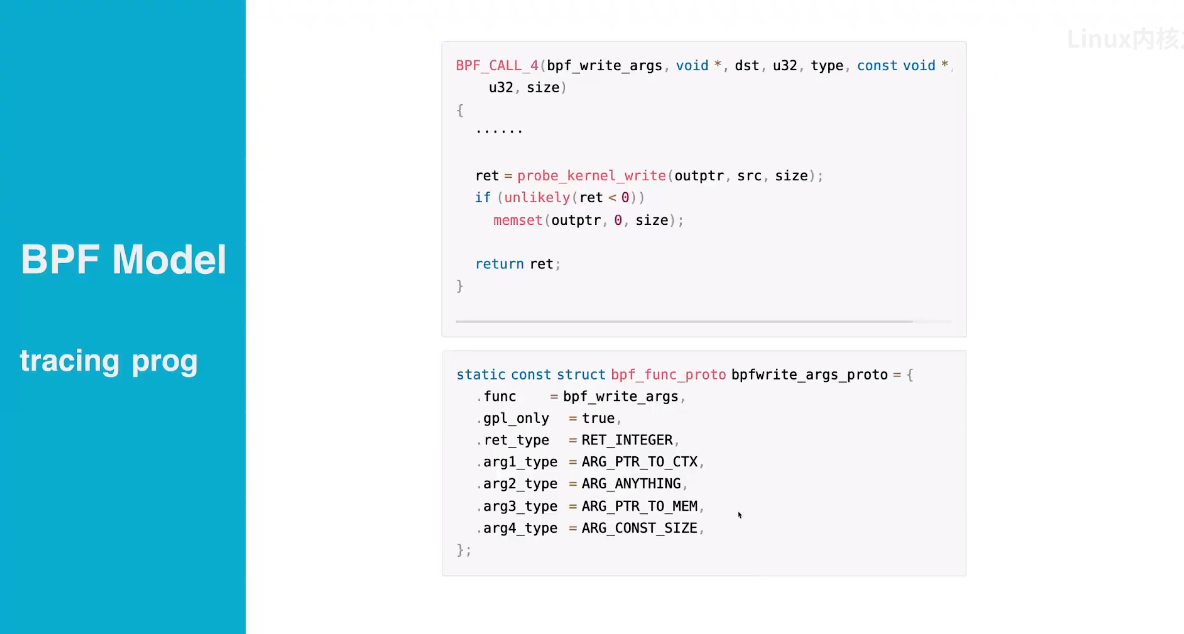 Linux内核
BPF Model
tracing prog
BPF_CALL_4(bpf_write_args, void *, dst, u32, type, const void *,
    u32, size)
{
  ......

  ret = probe_kernel_write(outptr, src, size);
  if (unlikely(ret < 0))
    memset(outptr, 0, size);

  return ret;
}
static const struct bpf_func_proto bpfwrite_args_proto = {
  .func    = bpf_write_args,
  .gpl_only  = true,
  .ret_type  = RET_INTEGER,
  .arg1_type = ARG_PTR_TO_CTX,
  .arg2_type = ARG_ANYTHING,
  .arg3_type = ARG_PTR_TO_MEM,
  .arg4_type = ARG_CONST_SIZE,
};